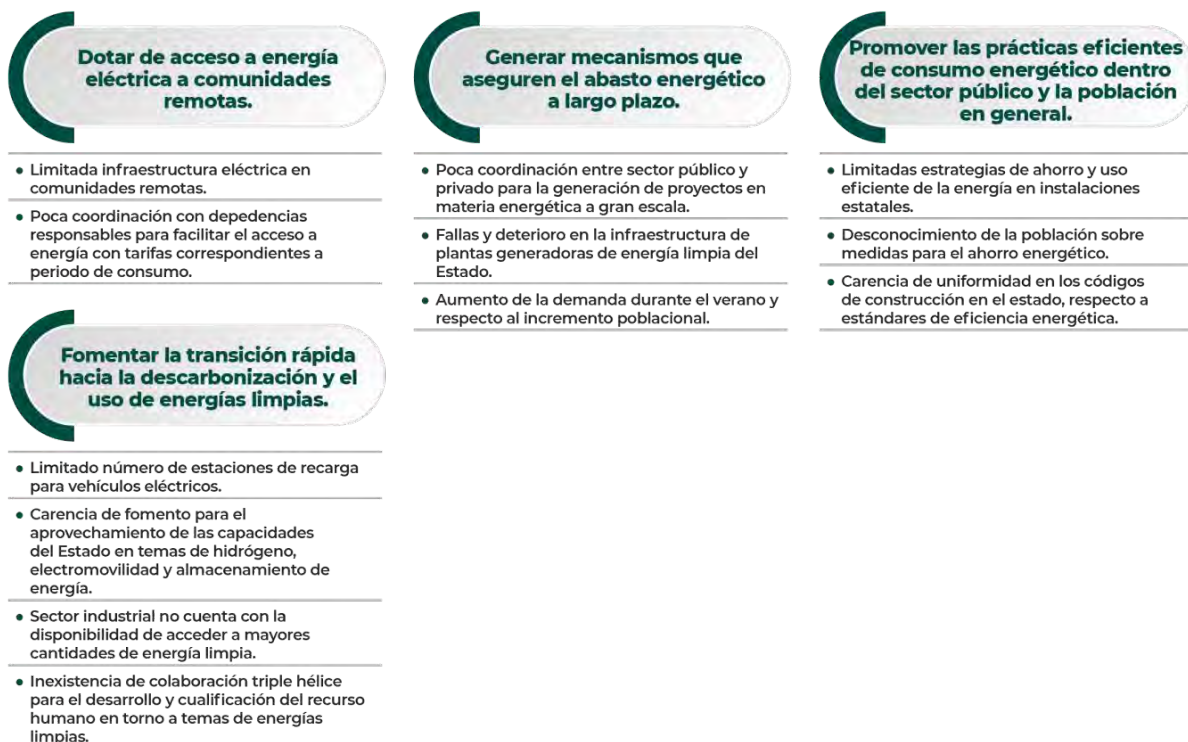 Dotar de acceso a energía
eléctrica a comunidades
remotas.
• Limitada infraestructura eléctrica en
comunidades remotas.
• Poca coordinación con depedencias
responsables para facilitar el acceso a
energía con tarifas correspondientes a
periodo de consumo.
Generar mecanismos que
aseguren el abasto energético
a largo plazo.
• Poca coordinación entre sector público y
privado para la generación de proyectos en
materia energética a gran escala.
• Fallas y deterioro en la infraestructura de
plantas generadoras de energía limpia del
Estado.
• Aumento de la demanda durante el verano y
respecto al incremento poblacional.
Promover las prácticas eficientes
de consumo energético dentro
del sector público y la población
en general.
• Limitadas estrategias de ahorro y uso
eficiente de la energía en instalaciones
estatales.
• Desconocimiento de la población sobre
medidas para el ahorro energético.
• Carencia de uniformidad en los códigos
de construcción en el estado, respecto a
estándares de eficiencia energética.
Fomentar la transición rápida
hacia la descarbonización y el
uso de energías limpias.
• Limitado número de estaciones de recarga
para vehículos eléctricos.
• Carencia de fomento para el
aprovechamiento de las capacidades
del Estado en temas de hidrógeno,
electromovilidad y almacenamiento de
energía.
• Sector industrial no cuenta con la
disponibilidad de acceder a mayores
cantidades de energía limpia.
• Inexistencia de colaboración triple hélice
para el desarrollo y cualificación del recurso
humano en torno a temas de energías
limpias.